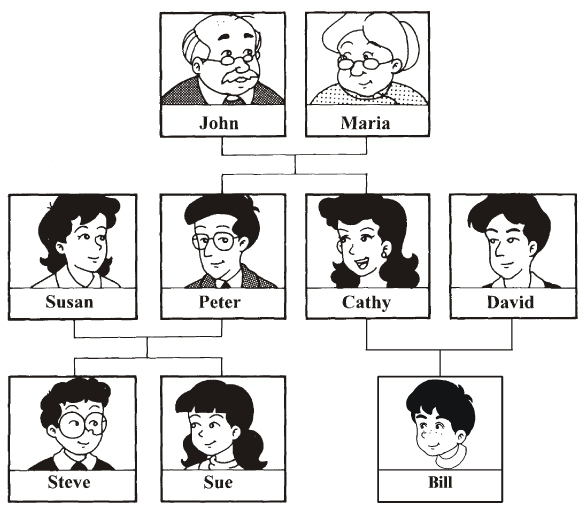 John
Maria
Susan
Peter
Cathy
David
Steve
Sue
Bill